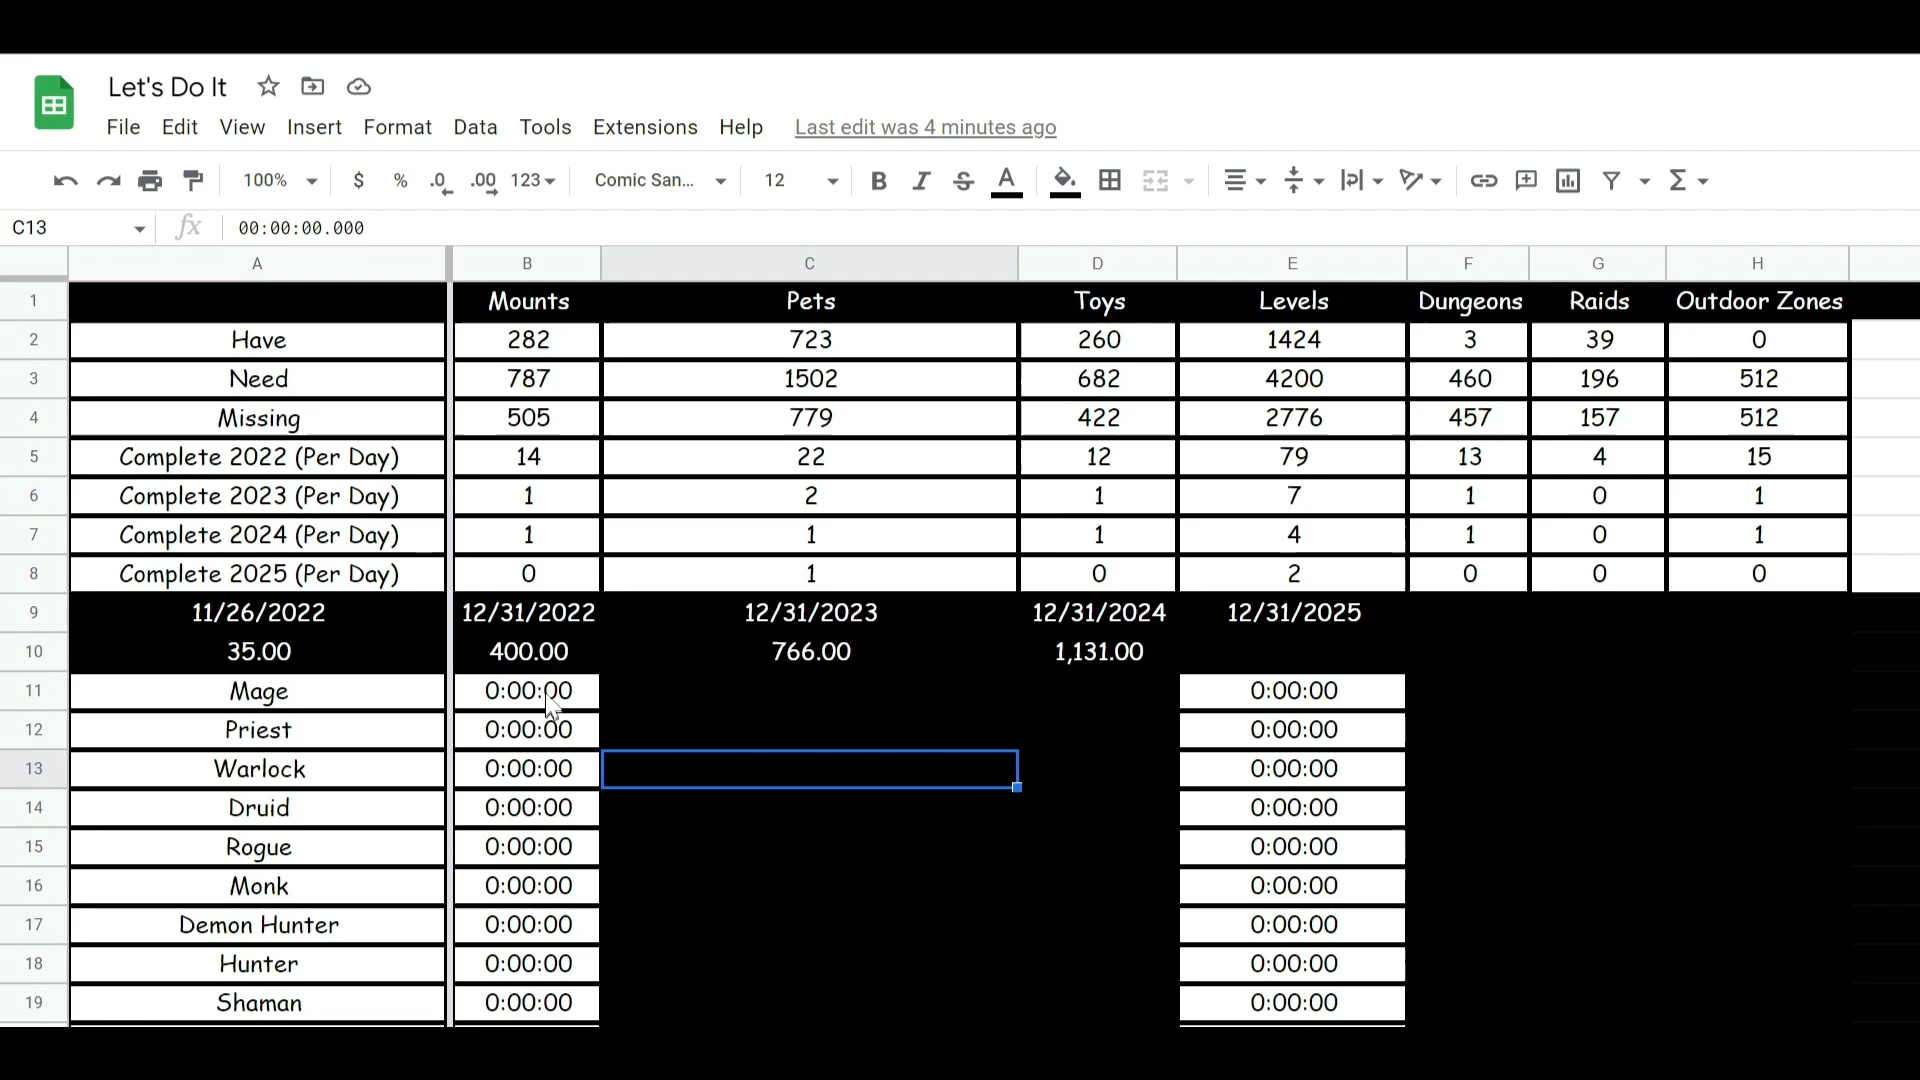 Let's Do It
File Edit View Insert Format Data Tools Extensions Help Last edit was 4 minutes ago
100% $ % .0 .00 123 Comic San... 12 B I S A
C13 fx 00:00:00.000
A B C D E F G H
1 Mounts Pets Toys Levels Dungeons Raids Outdoor Zones
2 Have 282 723 260 1424 3 39 0
3 Need 787 1502 682 4200 460 196 512
4 Missing 505 779 422 2776 457 157 512
5 Complete 2022 (Per Day) 14 22 12 79 13 4 15
6 Complete 2023 (Per Day) 1 2 1 7 1 0 1
7 Complete 2024 (Per Day) 1 1 1 4 1 0 1
8 Complete 2025 (Per Day) 0 1 0 2 0 0 0
9 11/26/2022 12/31/2022 12/31/2023 12/31/2024 12/31/2025
10 35.00 400.00 766.00 1,131.00
11 Mage 0:00:00 0:00:00
12 Priest 0:00:00 0:00:00
13 Warlock 0:00:00 0:00:00
14 Druid 0:00:00 0:00:00
15 Rogue 0:00:00 0:00:00
16 Monk 0:00:00 0:00:00
17 Demon Hunter 0:00:00 0:00:00
18 Hunter 0:00:00 0:00:00
19 Shaman 0:00:00 0:00:00